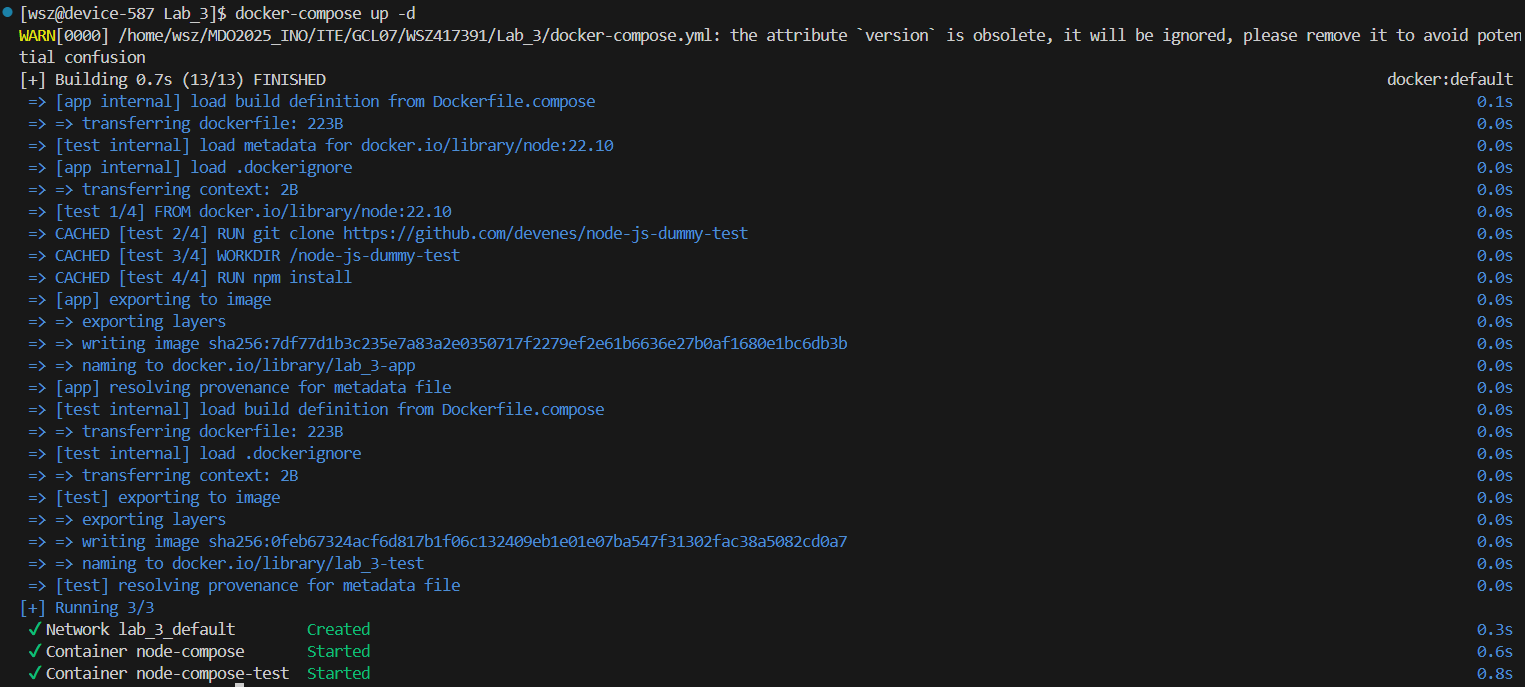 [wsz@device-587 Lab_3]$ docker-compose up -d
WARN[0000] /home/wsz/MDO2025_INO/ITE/GCL07/WSZ417391/Lab_3/docker-compose.yml: the attribute `version` is obsolete, it will be ignored, please remove it to avoid poten
tial confusion
[+] Building 0.7s (13/13) FINISHED docker:default
=> [app internal] load build definition from Dockerfile.compose 0.1s
=> => transferring dockerfile: 223B 0.0s
=> [test internal] load metadata for docker.io/library/node:22.10 0.0s
=> [app internal] load .dockerignore 0.0s
=> => transferring context: 2B 0.0s
=> [test 1/4] FROM docker.io/library/node:22.10 0.0s
=> CACHED [test 2/4] RUN git clone https://github.com/devenes/node-js-dummy-test 0.0s
=> CACHED [test 3/4] WORKDIR /node-js-dummy-test 0.0s
=> CACHED [test 4/4] RUN npm install 0.0s
=> [app] exporting to image 0.0s
=> => exporting layers 0.0s
=> => writing image sha256:7df77d1b3c235e7a83a2e0350717f2279ef2e61b6636e27b0af1680e1bc6db3b 0.0s
=> => naming to docker.io/library/lab_3-app 0.0s
=> [app] resolving provenance for metadata file 0.0s
=> [test internal] load build definition from Dockerfile.compose 0.0s
=> => transferring dockerfile: 223B 0.0s
=> [test internal] load .dockerignore 0.0s
=> => transferring context: 2B 0.0s
=> [test] exporting to image 0.0s
=> => exporting layers 0.0s
=> => writing image sha256:0feb67324acf6d817b1f06c132409eb1e01e07ba547f31302fac38a5082cd0a7 0.0s
=> => naming to docker.io/library/lab_3-test 0.0s
=> [test] resolving provenance for metadata file 0.0s
[+] Running 3/3
✓ Network lab_3_default Created 0.3s
✓ Container node-compose Started 0.6s
✓ Container node-compose-test Started 0.8s